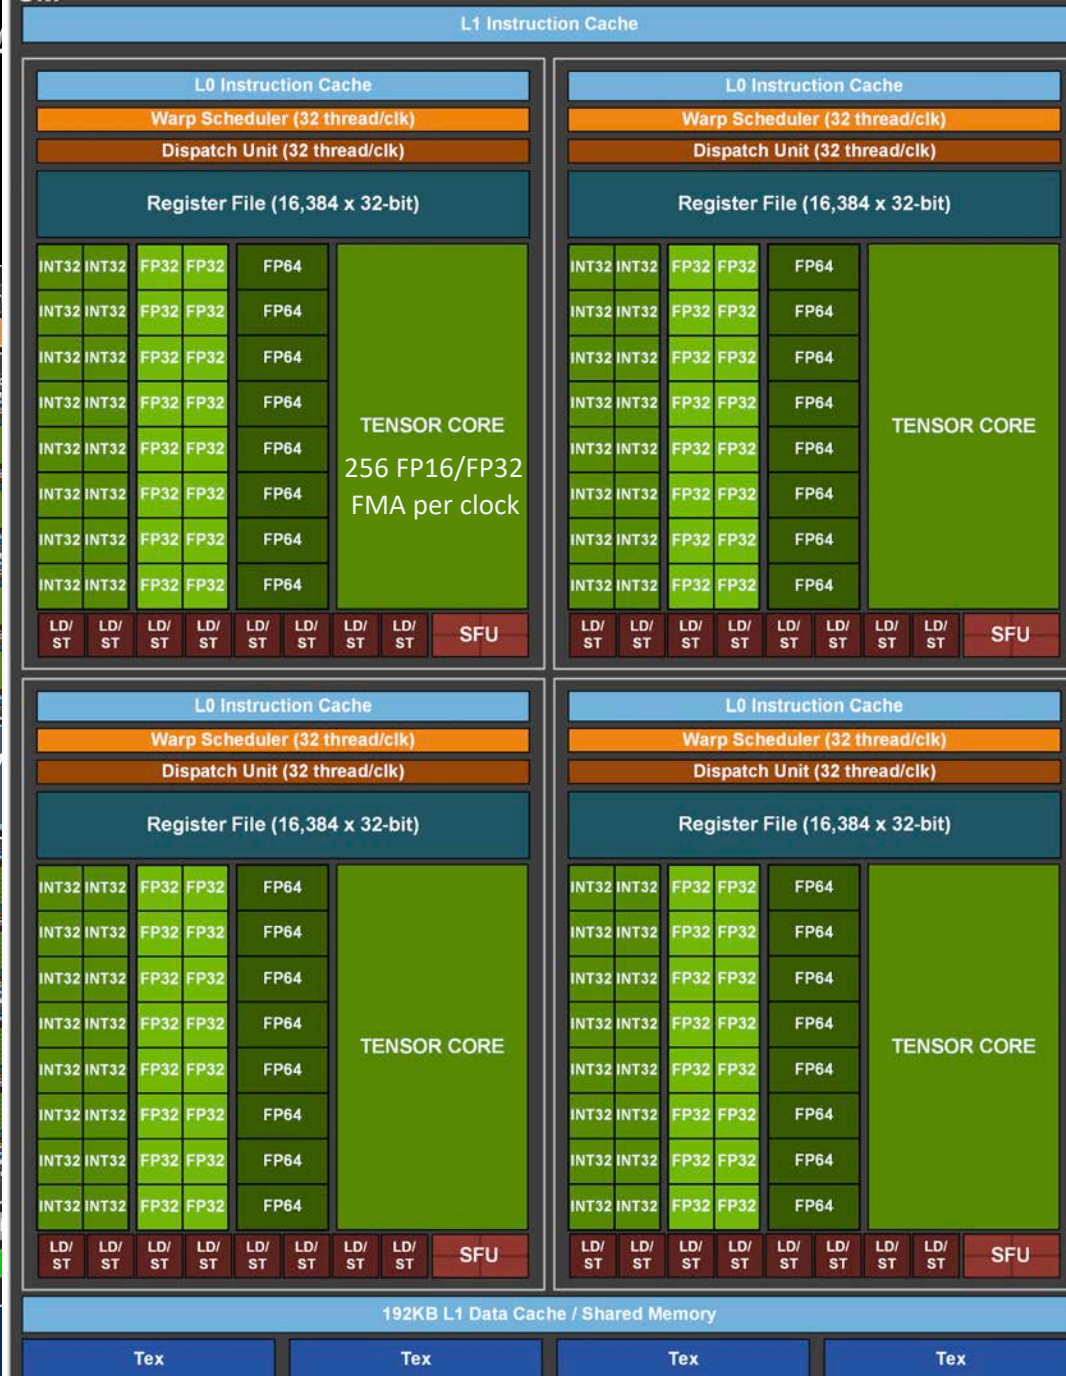 L1 Instruction Cache
L0 Instruction Cache
Warp Scheduler (32 thread/clk)
Dispatch Unit (32 thread/clk)
Register File (16,384 x 32-bit)
INT32 INT32 FP32 FP32 FP64
INT32 INT32 FP32 FP32 FP64
INT32 INT32 FP32 FP32 FP64
INT32 INT32 FP32 FP32 FP64
INT32 INT32 FP32 FP32 FP64
INT32 INT32 FP32 FP32 FP64
INT32 INT32 FP32 FP32 FP64
INT32 INT32 FP32 FP32 FP64
TENSOR CORE
256 FP16/FP32
FMA per clock
LD/ LD/ LD/ LD/ LD/ LD/ LD/ LD/
ST ST ST ST ST ST ST ST
SFU
L0 Instruction Cache
Warp Scheduler (32 thread/clk)
Dispatch Unit (32 thread/clk)
Register File (16,384 x 32-bit)
INT32 INT32 FP32 FP32 FP64
INT32 INT32 FP32 FP32 FP64
INT32 INT32 FP32 FP32 FP64
INT32 INT32 FP32 FP32 FP64
INT32 INT32 FP32 FP32 FP64
INT32 INT32 FP32 FP32 FP64
INT32 INT32 FP32 FP32 FP64
INT32 INT32 FP32 FP32 FP64
TENSOR CORE
LD/ LD/ LD/ LD/ LD/ LD/ LD/ LD/
ST ST ST ST ST ST ST ST
SFU
L0 Instruction Cache
Warp Scheduler (32 thread/clk)
Dispatch Unit (32 thread/clk)
Register File (16,384 x 32-bit)
INT32 INT32 FP32 FP32 FP64
INT32 INT32 FP32 FP32 FP64
INT32 INT32 FP32 FP32 FP64
INT32 INT32 FP32 FP32 FP64
INT32 INT32 FP32 FP32 FP64
INT32 INT32 FP32 FP32 FP64
INT32 INT32 FP32 FP32 FP64
INT32 INT32 FP32 FP32 FP64
TENSOR CORE
LD/ LD/ LD/ LD/ LD/ LD/ LD/ LD/
ST ST ST ST ST ST ST ST
SFU
L0 Instruction Cache
Warp Scheduler (32 thread/clk)
Dispatch Unit (32 thread/clk)
Register File (16,384 x 32-bit)
INT32 INT32 FP32 FP32 FP64
INT32 INT32 FP32 FP32 FP64
INT32 INT32 FP32 FP32 FP64
INT32 INT32 FP32 FP32 FP64
INT32 INT32 FP32 FP32 FP64
INT32 INT32 FP32 FP32 FP64
INT32 INT32 FP32 FP32 FP64
INT32 INT32 FP32 FP32 FP64
TENSOR CORE
LD/ LD/ LD/ LD/ LD/ LD/ LD/ LD/
ST ST ST ST ST ST ST ST
SFU
192KB L1 Data Cache / Shared Memory
Tex Tex Tex Tex